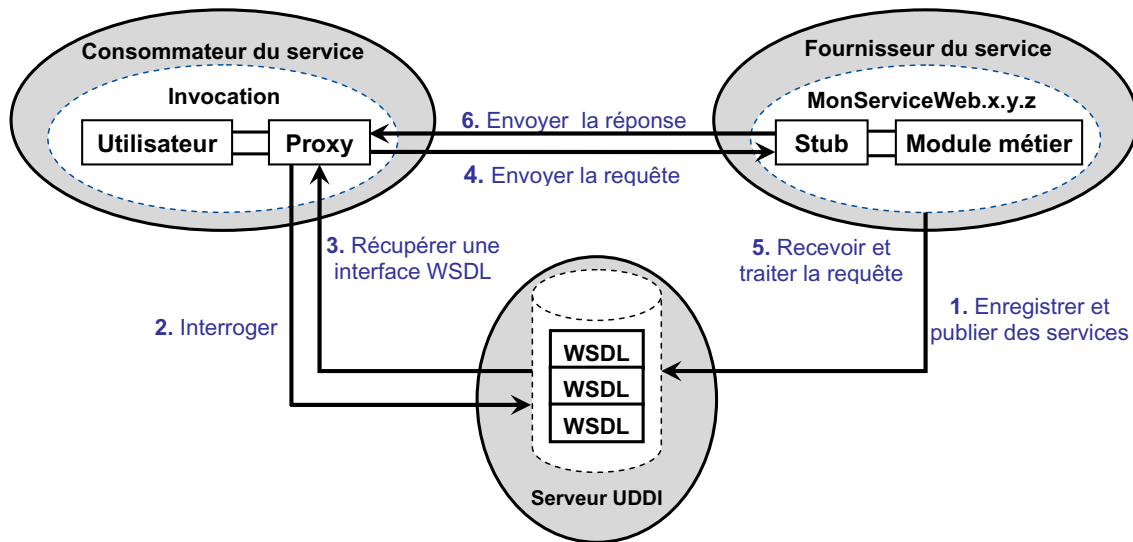 Consommateur du service
Invocation
Utilisateur
Proxy
Fournisseur du service
MonServiceWeb.x.y.z
Stub
Module métier
6. Envoyer la réponse
4. Envoyer la requête
3. Récupérer une
interface WSDL
5. Recevoir et
traiter la requête
2. Interroger
1. Enregistrer et
publier des services
WSDL
WSDL
WSDL
Serveur UDDI